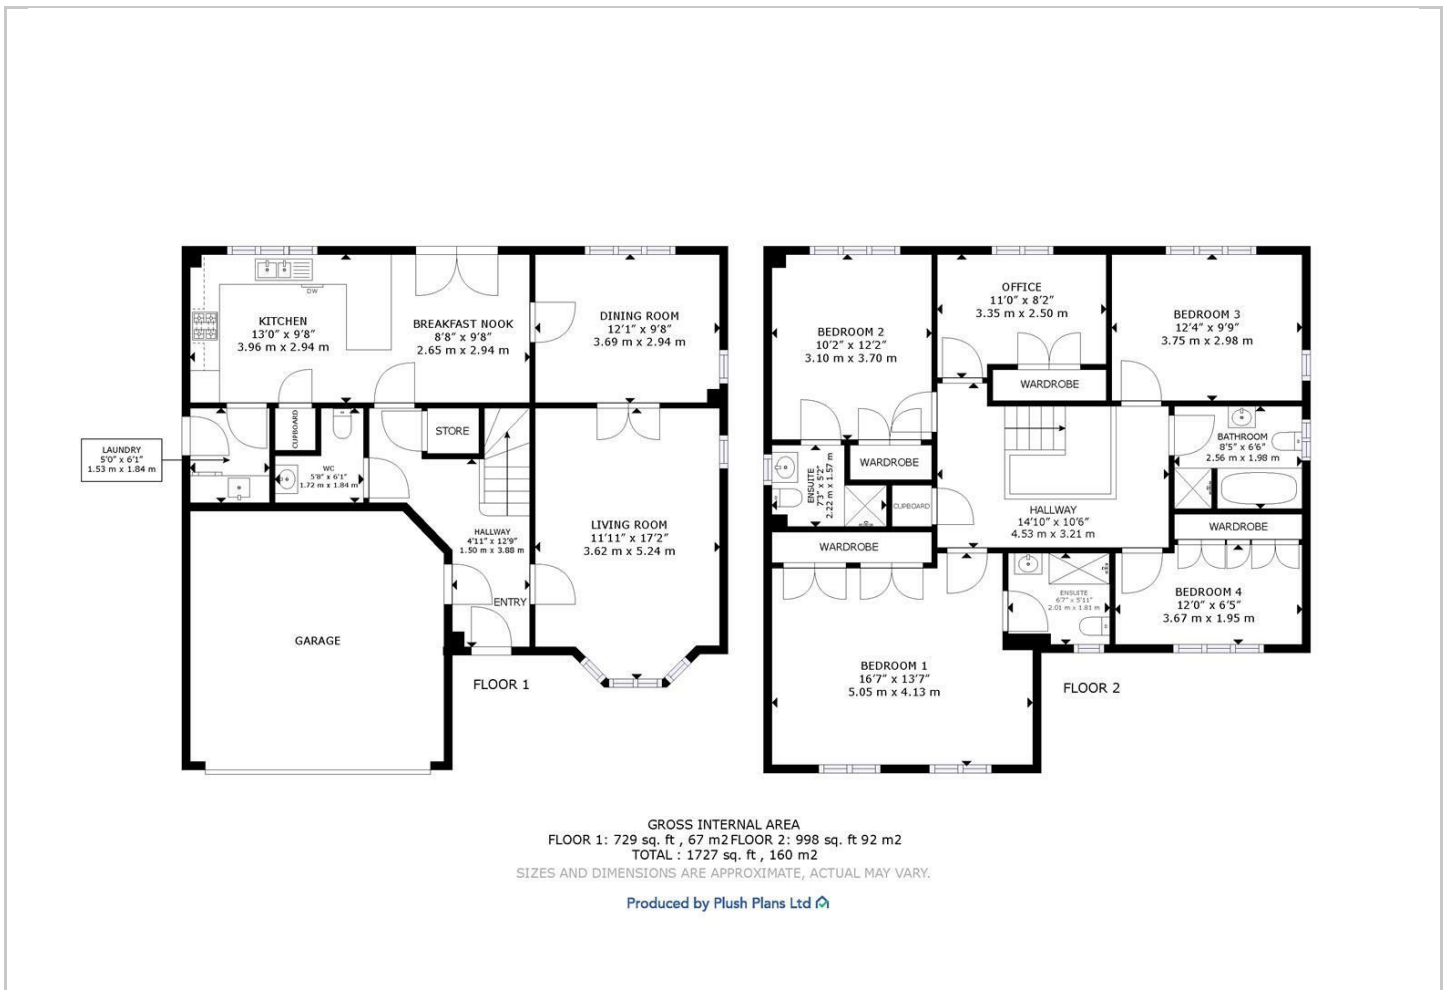 DW
KITCHEN
13'0" x 9'8"
3.96 m x 2.94 m
BREAKFAST NOOK
8'8" x 9'8"
2.65 m x 2.94 m
DINING ROOM
12'1" x 9'8"
3.69 m x 2.94 m
LAUNDRY
5'0" x 6'1"
1.53 m x 1.84 m
CUPBOARD
WC
5'8" x 6'1"
1.72 m x 1.84 m
STORE
HALLWAY
4'11" x 12'9"
1.50 m x 3.88 m
ENTRY
LIVING ROOM
11'11" x 17'2"
3.62 m x 5.24 m
GARAGE
FLOOR 1
BEDROOM 2
10'2" x 12'2"
3.10 m x 3.70 m
OFFICE
11'0" x 8'2"
3.35 m x 2.50 m
WARDROBE
BEDROOM 3
12'4" x 9'9"
3.75 m x 2.98 m
ENSUITE
7'3" x 5'2"
2.22 m x 1.57 m
WARDROBE
CUPBOARD
WARDROBE
HALLWAY
14'10" x 10'6"
4.53 m x 3.21 m
BATHROOM
8'5" x 6'6"
2.56 m x 1.98 m
WARDROBE
ENSUITE
6'7" x 5'11"
2.01 m x 1.81 m
BEDROOM 4
12'0" x 6'5"
3.67 m x 1.95 m
BEDROOM 1
16'7" x 13'7"
5.05 m x 4.13 m
FLOOR 2
GROSS INTERNAL AREA
FLOOR 1: 729 sq. ft , 67 m2 FLOOR 2: 998 sq. ft 92 m2
TOTAL : 1727 sq. ft , 160 m2
SIZES AND DIMENSIONS ARE APPROXIMATE, ACTUAL MAY VARY.
Produced by Plush Plans Ltd